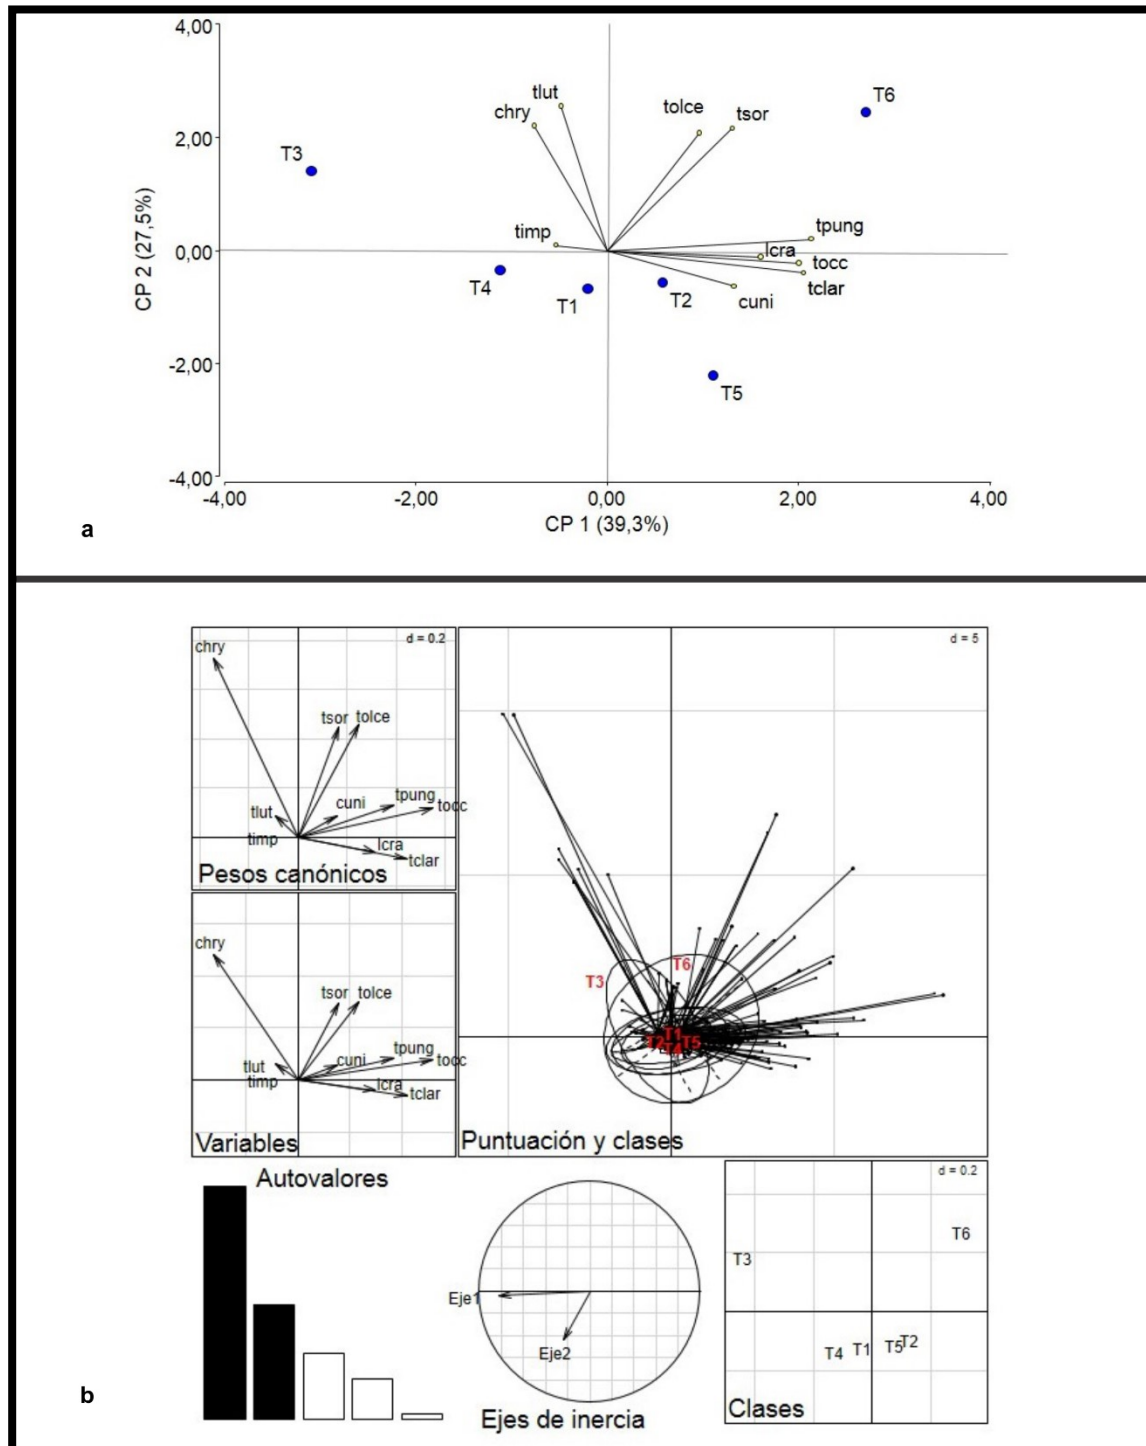 4,00
tlut
chry
tolce
tsor
T6
2,00
T3
CP 2 (27,5%)
timp
tpung
lcra
tocc
tclar
cuni
0,00
T4
T1
T2
-2,00
T5
-4,00
-4,00 -2,00 0,00 2,00 4,00
CP 1 (39,3%)
a
d = 0.2
chry
tsor tolce
tlut
cuni
tpung
tocc
timp
lcra
tclar
Pesos canónicos
d = 5
T3
T6
T1
T2
T5
T4
Puntuación y clases
chry
tsor tolce
tlut
cuni
tpung
tocc
timp
lcra
tclar
Variables
Autovalores
Eje1
Eje2
Ejes de inercia
d = 0.2
T6
T3
T4 T1 T5 T2
Clases
b